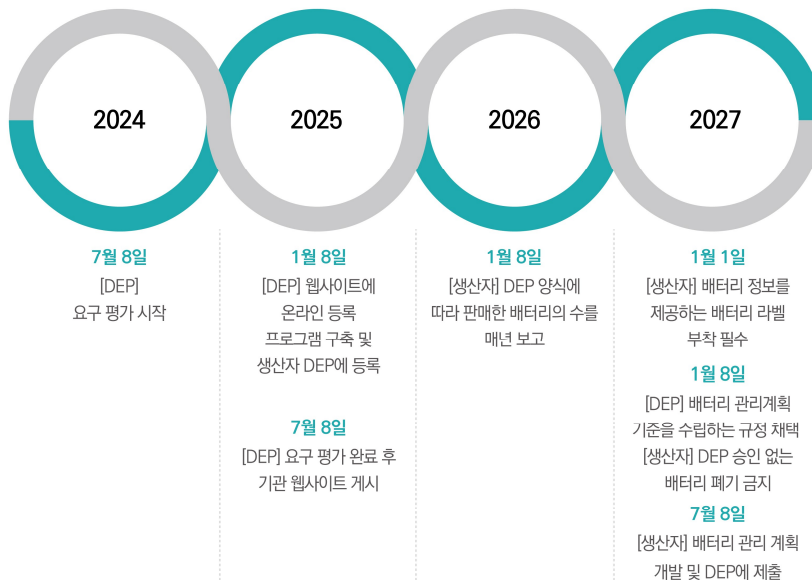 2024
7월 8일
[DEP]
요구 평가 시작
2025
1월 8일
[DEP] 웹사이트에
온라인 등록
프로그램 구축 및
생산자 DEP에 등록
7월 8일
[DEP] 요구 평가 완료 후
기관 웹사이트 게시
2026
1월 8일
[생산자] DEP 양식에
따라 판매한 배터리의 수를
매년 보고
2027
1월 1일
[생산자] 배터리 정보를
제공하는 배터리 라벨
부착 필수
1월 8일
[DEP] 배터리 관리계획
기준을 수립하는 규정 채택
[생산자] DEP 승인 없는
배터리 폐기 금지
7월 8일
[생산자] 배터리 관리 계획
개발 및 DEP에 제출